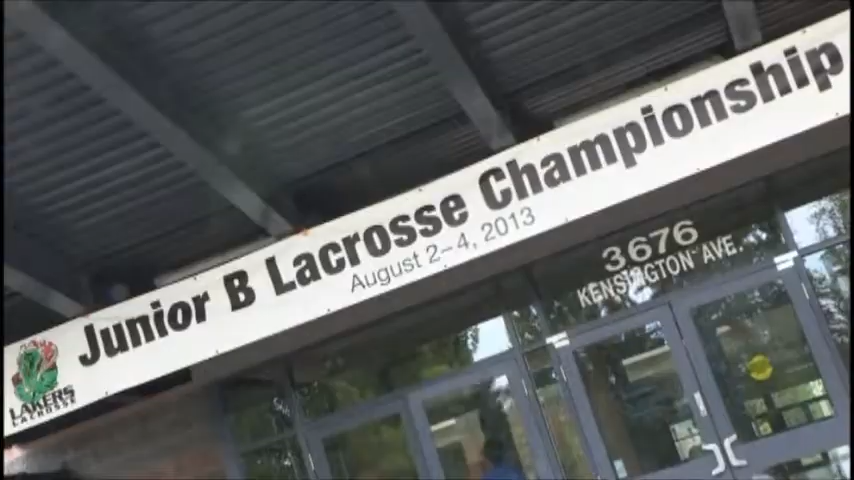 Junior B Lacrosse Championship
August 2-4, 2013
LAKERS
LACROSSE
3676
KENSINGTON AVE.